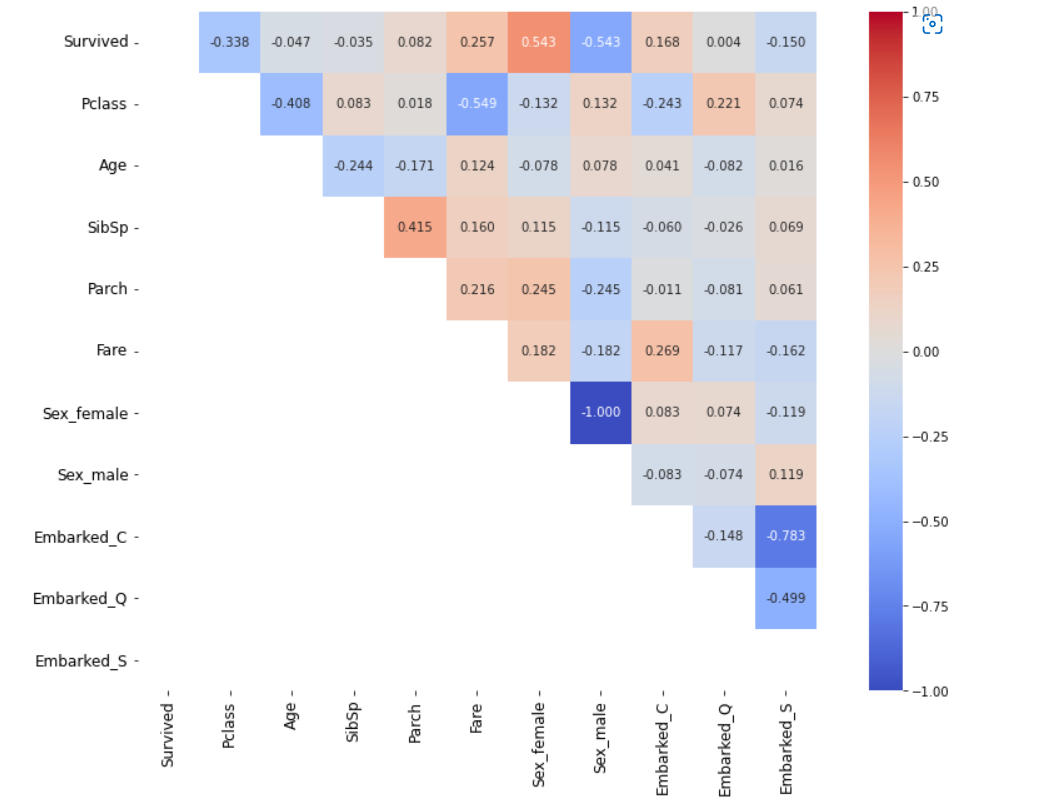 1.00
Survived - -0.338 -0.047 -0.035 0.082 0.257 0.543 -0.543 0.168 0.004 -0.150
Pclass - -0.408 0.083 0.018 -0.549 -0.132 0.132 -0.243 0.221 0.074
0.75
Age - -0.244 -0.171 0.124 -0.078 0.078 0.041 -0.082 0.016
0.50
SibSp - 0.415 0.160 0.115 -0.115 -0.060 -0.026 0.069
0.25
Parch - 0.216 0.245 -0.245 -0.011 -0.081 0.061
Fare - 0.182 -0.182 0.269 -0.117 -0.162
0.00
Sex_female - -1.000 0.083 0.074 -0.119
−0.25
Sex_male - -0.083 -0.074 0.119
−0.50
Embarked_C - -0.148 -0.783
Embarked_Q - -0.499
−0.75
Embarked_S -
−1.00
Survived
Pclass
Age
SibSp
Parch
Fare
Sex_female
Sex_male
Embarked_C
Embarked_Q
Embarked_S